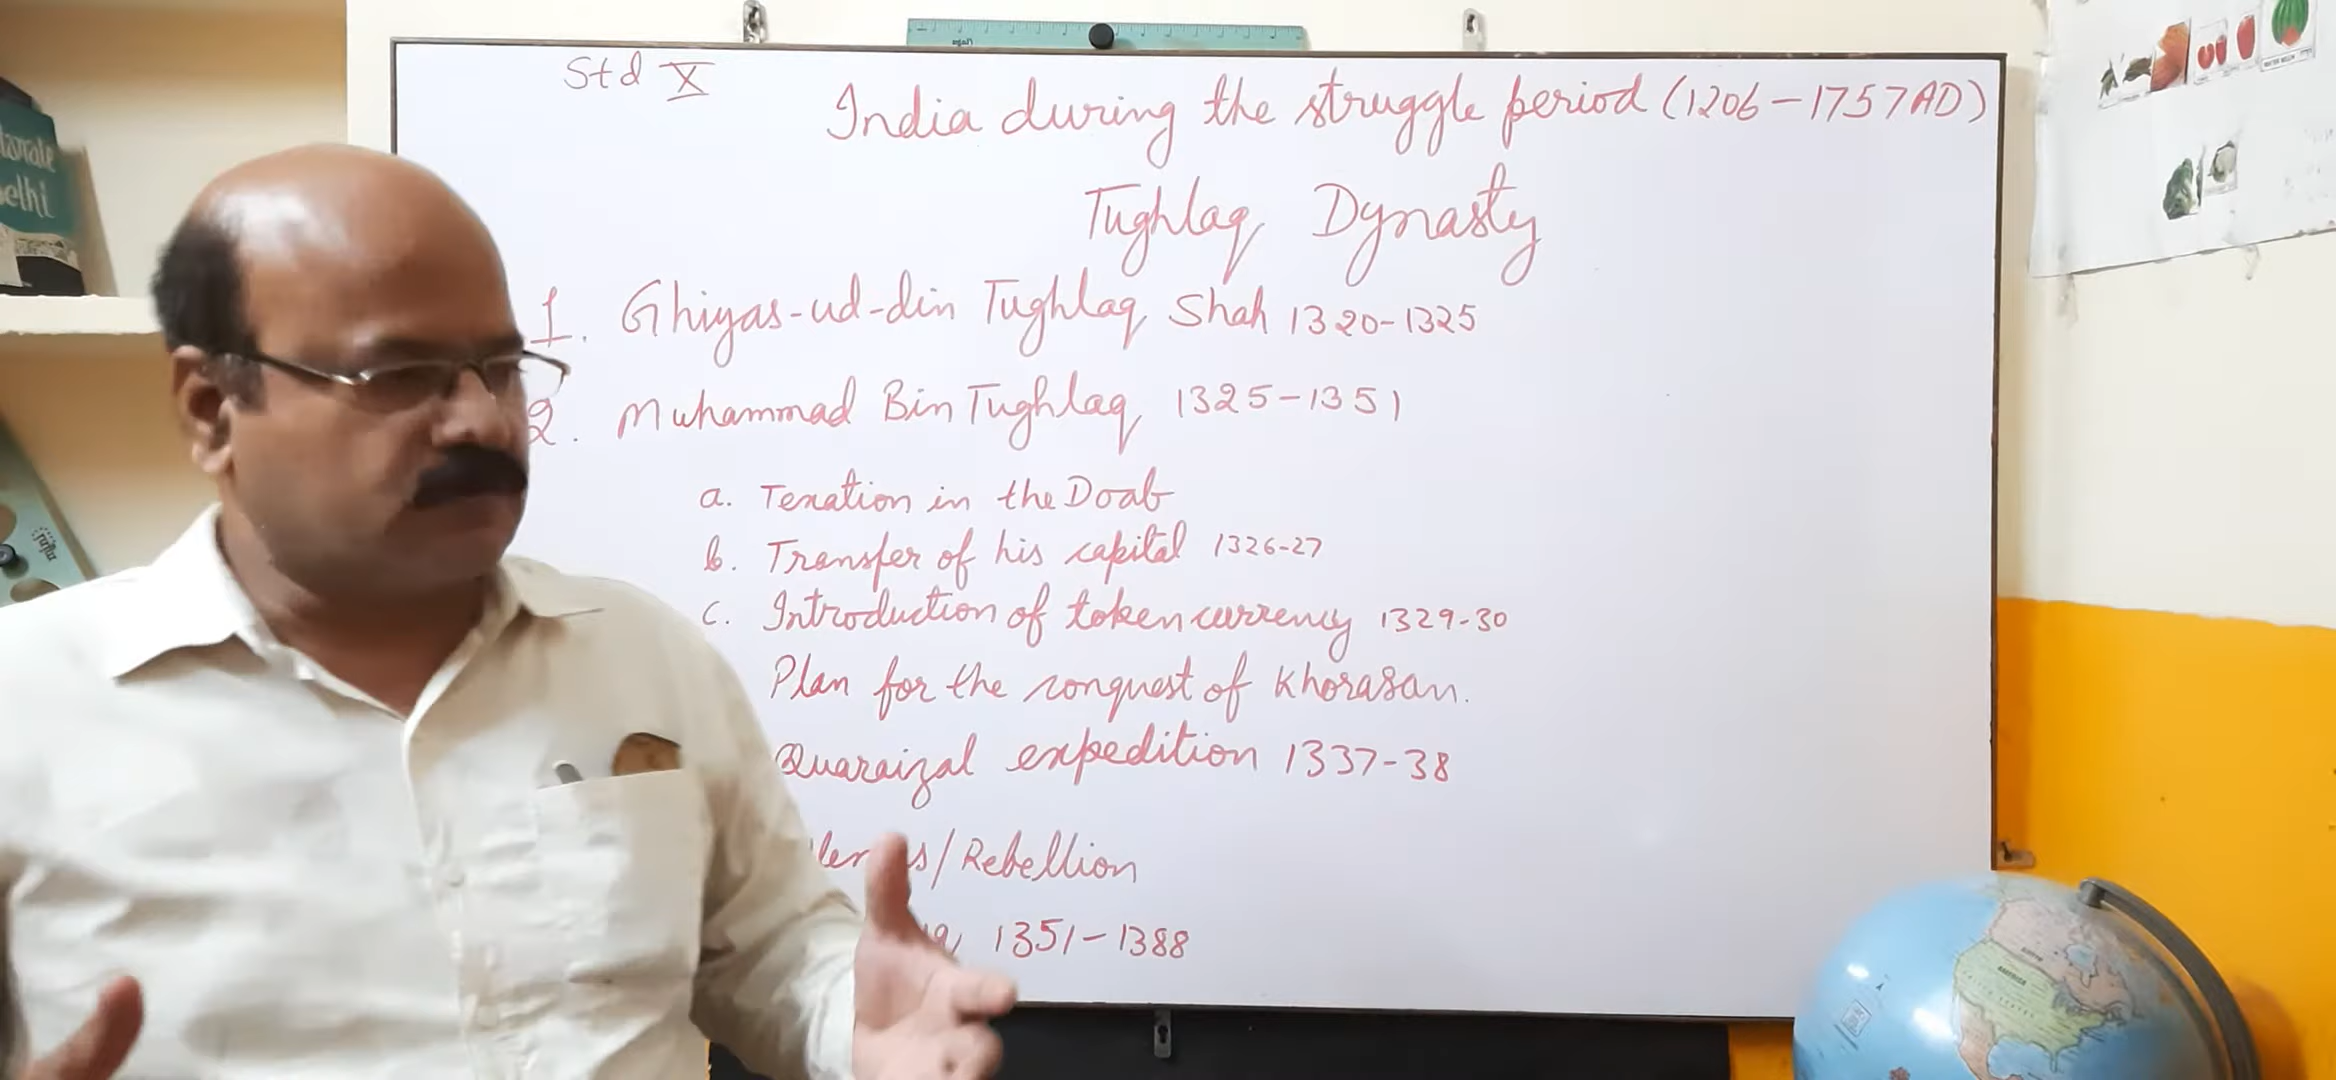 Std X
India during the struggle period (1206-1757AD)
Tughlaq Dynasty
1. Ghiyas-ud-din Tughlaq Shah 1320-1325
2. Muhammad Bin Tughlaq 1325-1351
a. Texation in the Doab
b. Transfer of his capital 1326-27
c. Introduction of token currency 1329-30
Plan for the conquest of Khorasan.
Quaraizal expedition 1337-38
/Rebellion
1351-1388
elhi